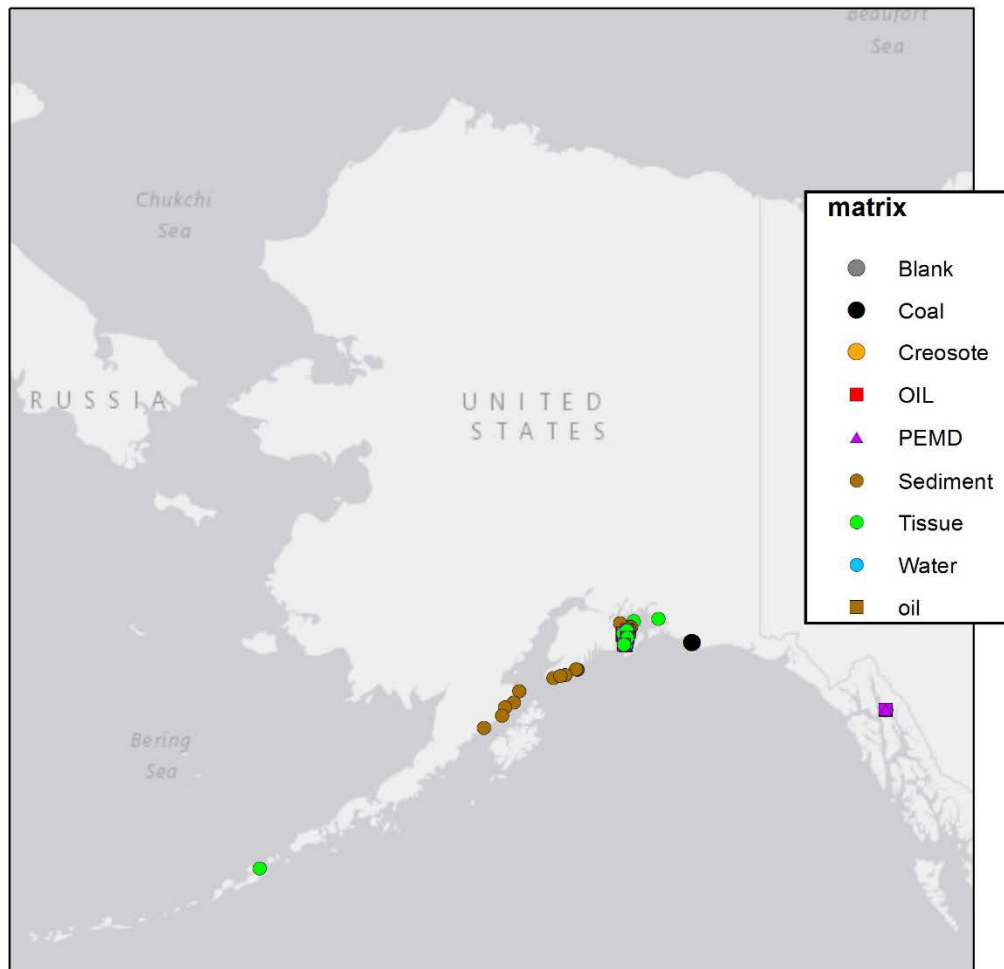 Beaufort
Sea
Chukchi
Sea
matrix
Blank
Coal
Creosote
OIL
PEMD
Sediment
Tissue
Water
oil
RUSSIA
UNITED
STATES
Bering
Sea